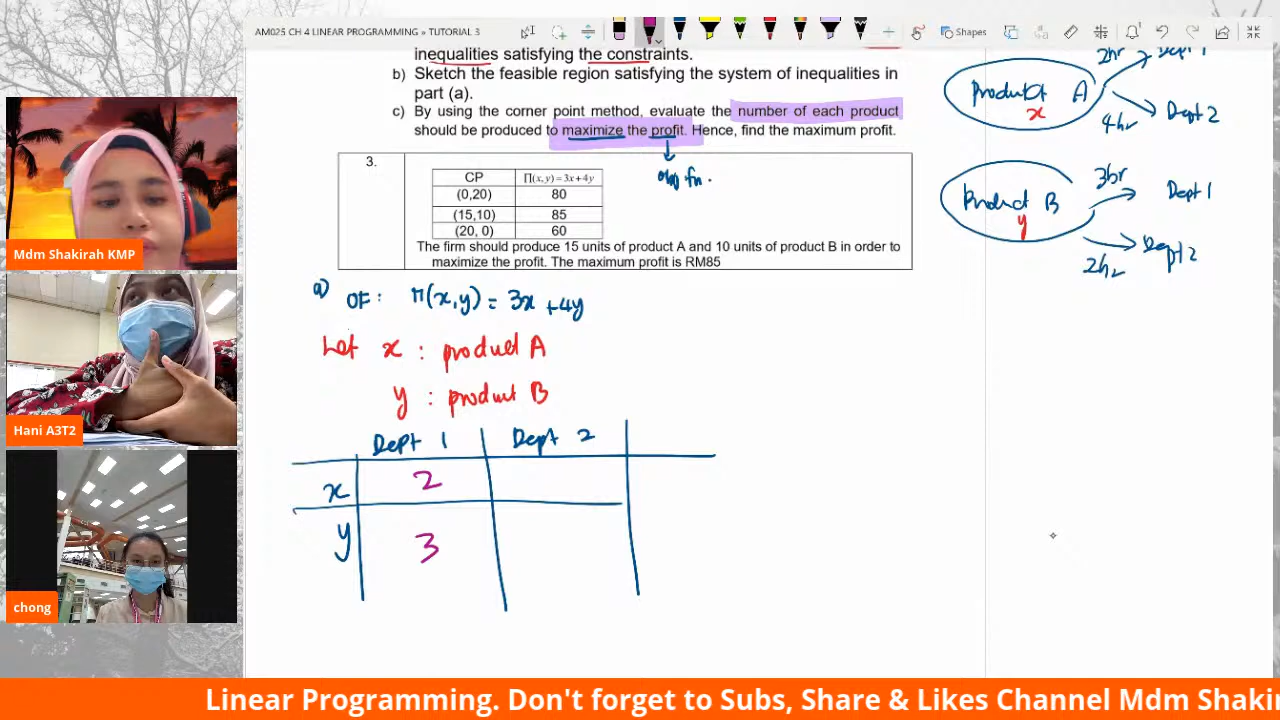 AM025 CH 4 LINEAR PROGRAMMING » TUTORIAL 3
Shapes
inequalities satisfying the constraints.
b) Sketch the feasible region satisfying the system of inequalities in
part (a).
c) By using the corner point method, evaluate the number of each product
should be produced to maximize the profit. Hence, find the maximum profit.
obj fn.
3.
CP Π(x,y)=3x+4y
(0,20) 80
(15,10) 85
(20, 0) 60
The firm should produce 15 units of product A and 10 units of product B in order to
maximize the profit. The maximum profit is RM85
a) OF: Π(x,y) = 3x+4y
Let x : product A
y : product B
Dept 1 Dept 2
x 2
y 3
2hr Dept 1
Product A
x
4hr Dept 2
3hr Dept 1
Product B
y
2hr Dept 2
Mdm Shakirah KMP
Hani A3T2
chong
Linear Programming. Don't forget to Subs, Share & Likes Channel Mdm Shaki